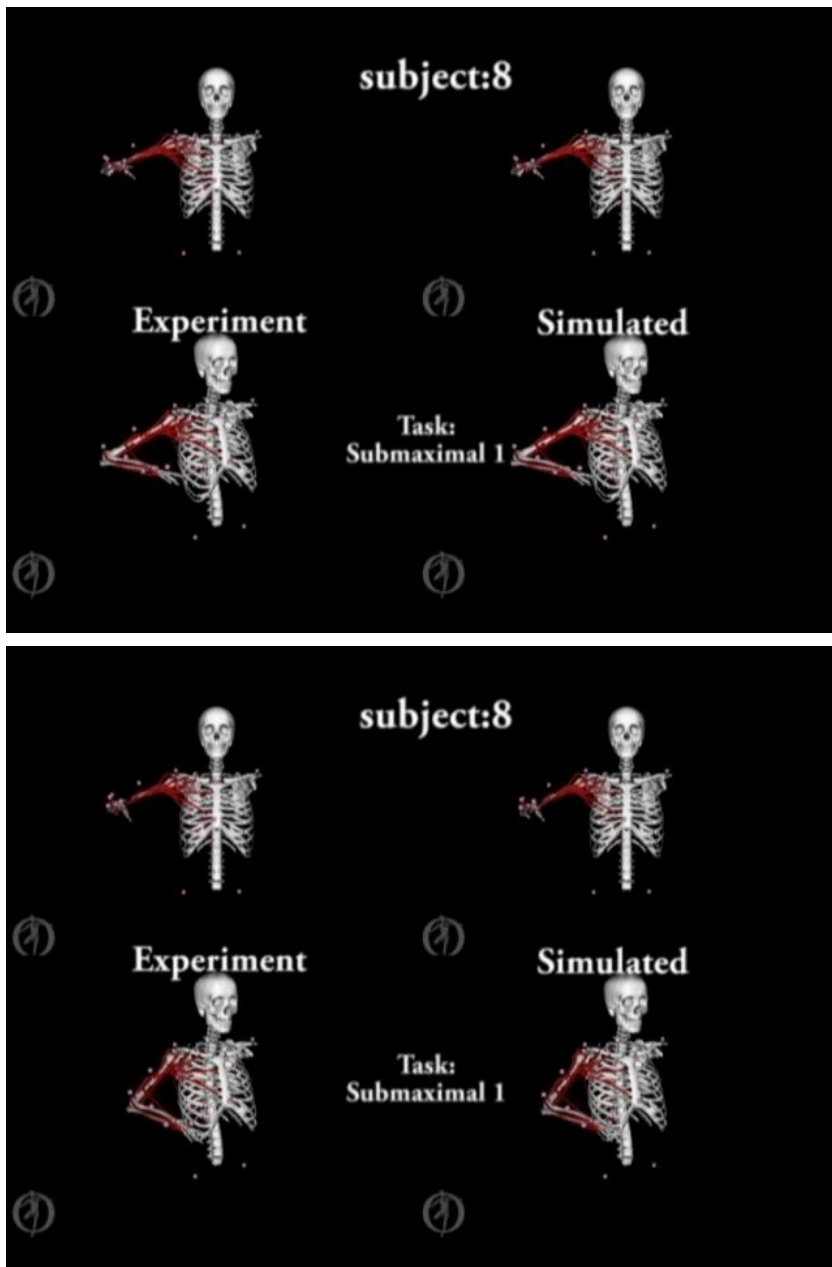 subject:8
Experiment
Simulated
Task:
Submaximal 1
subject:8
Experiment
Simulated
Task:
Submaximal 1